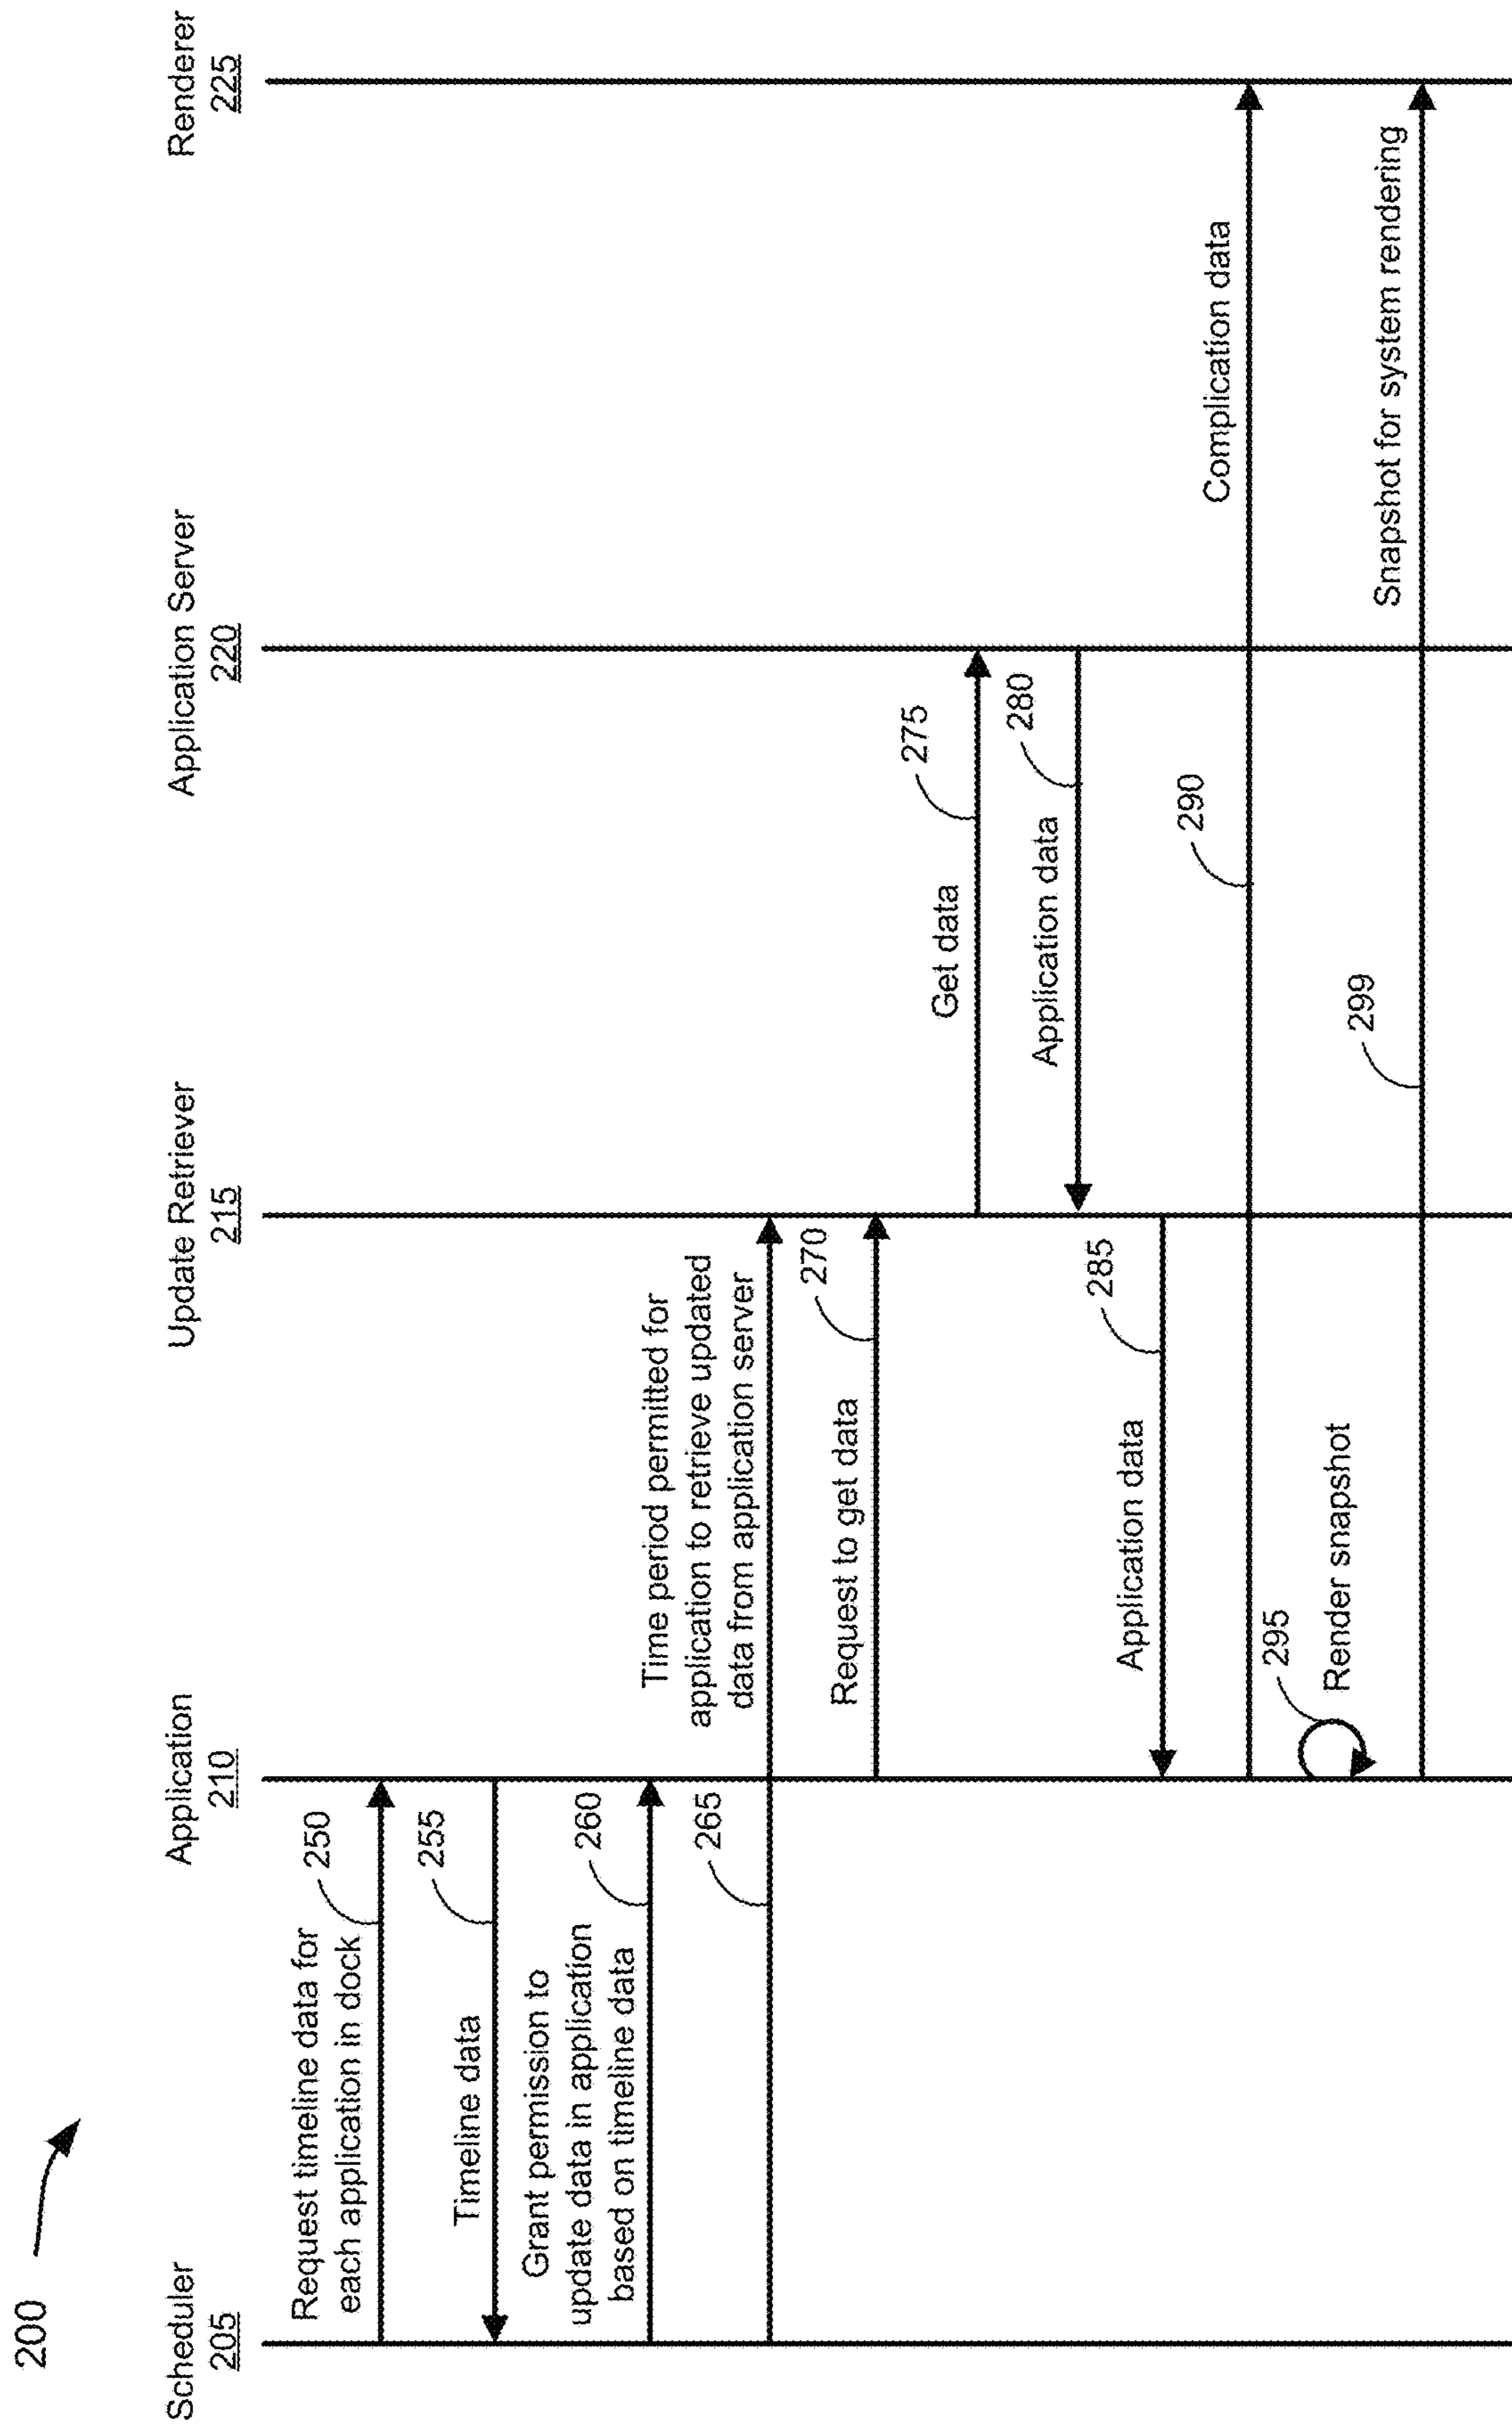 200
Scheduler
205
Application
210
Update Retriever
215
Application Server
220
Renderer
225
Request timeline data for
each application in dock
250
Timeline data
255
Grant permission to
update data in application
based on timeline data
260
265
Time period permitted for
application to retrieve updated
data from application server
Request to get data
270
Get data
275
Application data
280
Application data
285
290
Complication data
295
Render snapshot
299
Snapshot for system rendering